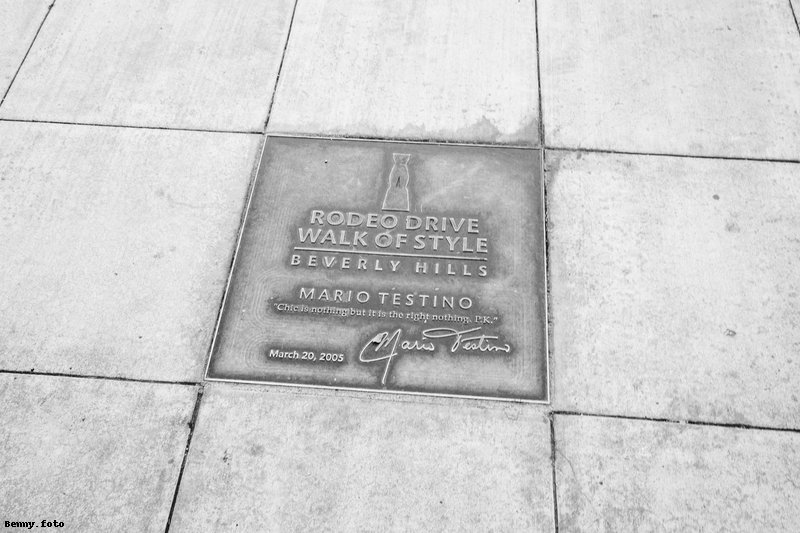 RODEO DRIVE
WALK OF STYLE
BEVERLY HILLS
MARIO TESTINO
"Chic is nothing but it is the right nothing. P.K."
March 20, 2005 Mario Testino
Benny.foto